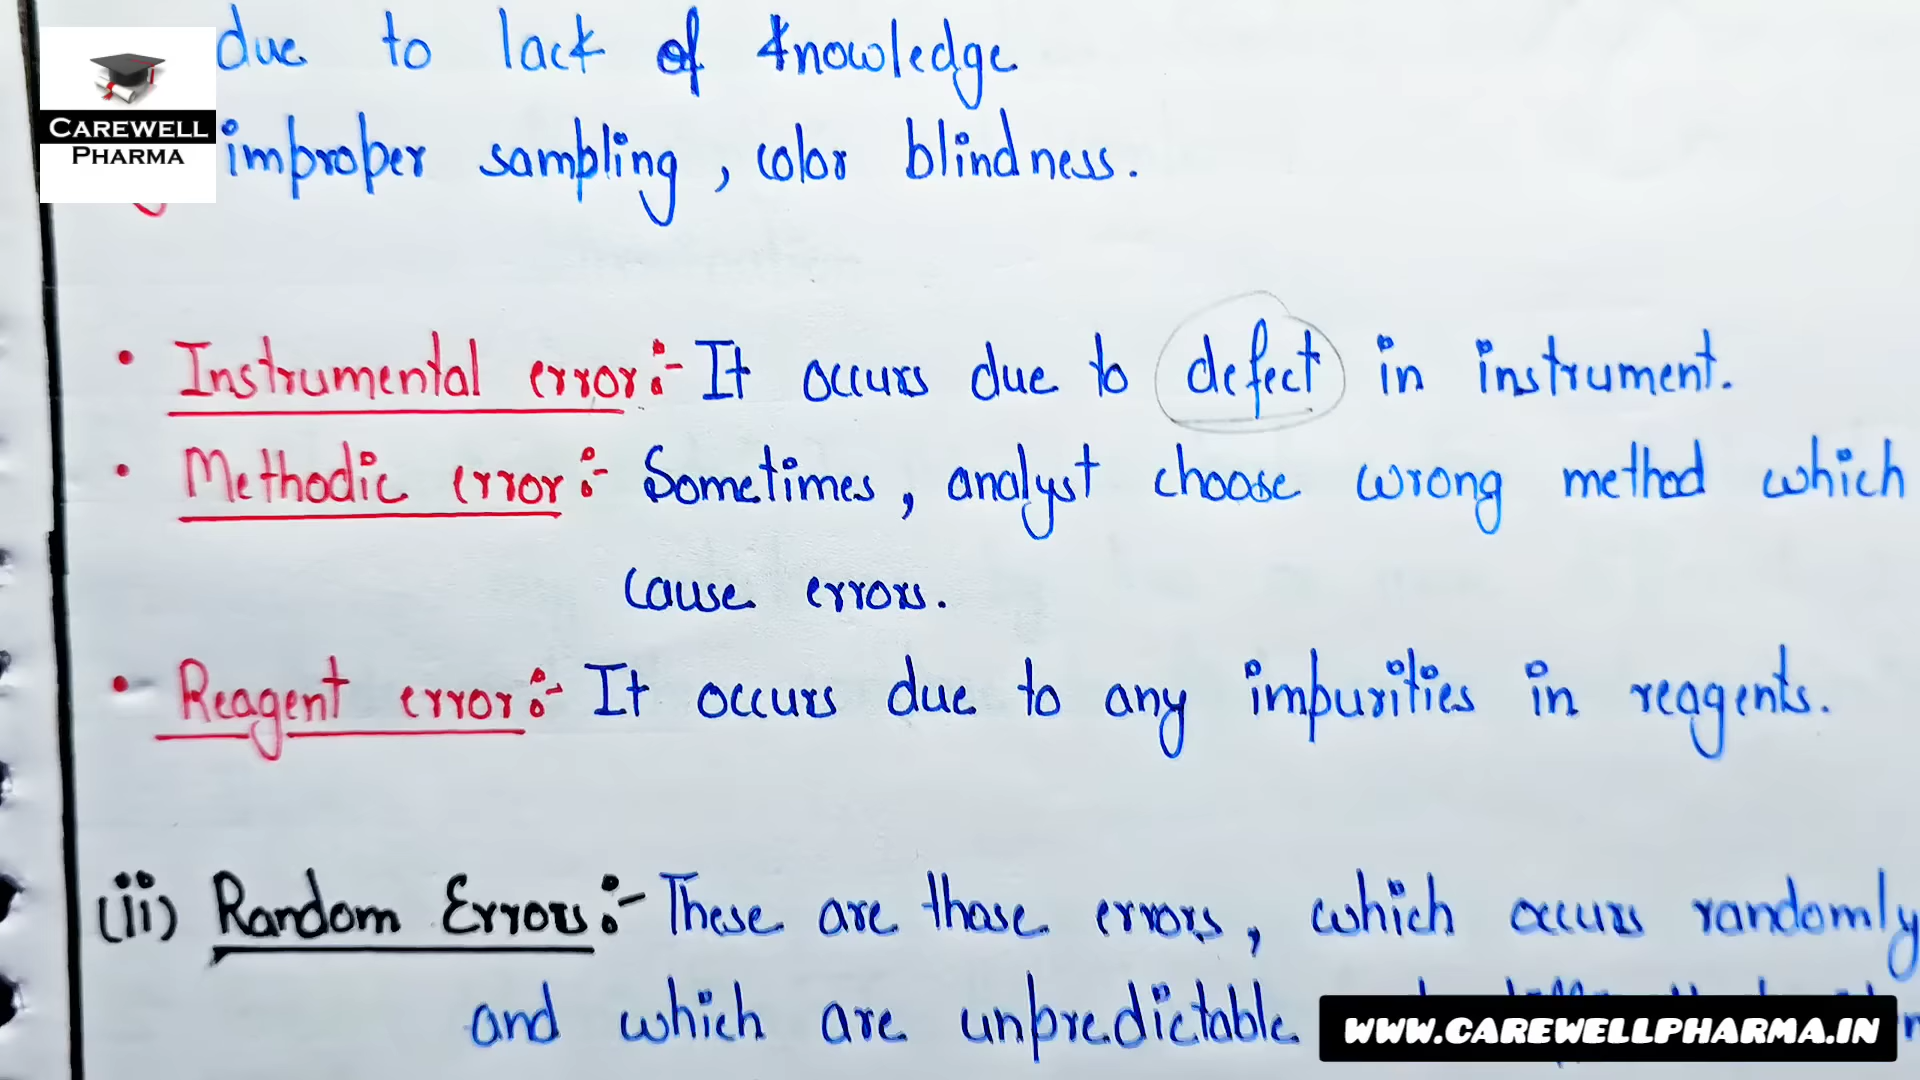 due to lack of knowledge
CAREWELL
PHARMA
improper sampling, color blindness.
• Instrumental error:- It occurs due to defect in instrument.
• Methodic error:- Sometimes, analyst choose wrong method which
cause errors.
• Reagent error:- It occurs due to any impurities in reagents.
(ii) Random Errors:- These are those errors, which occurs randomly
and which are unpredictable
WWW.CAREWELLPHARMA.IN